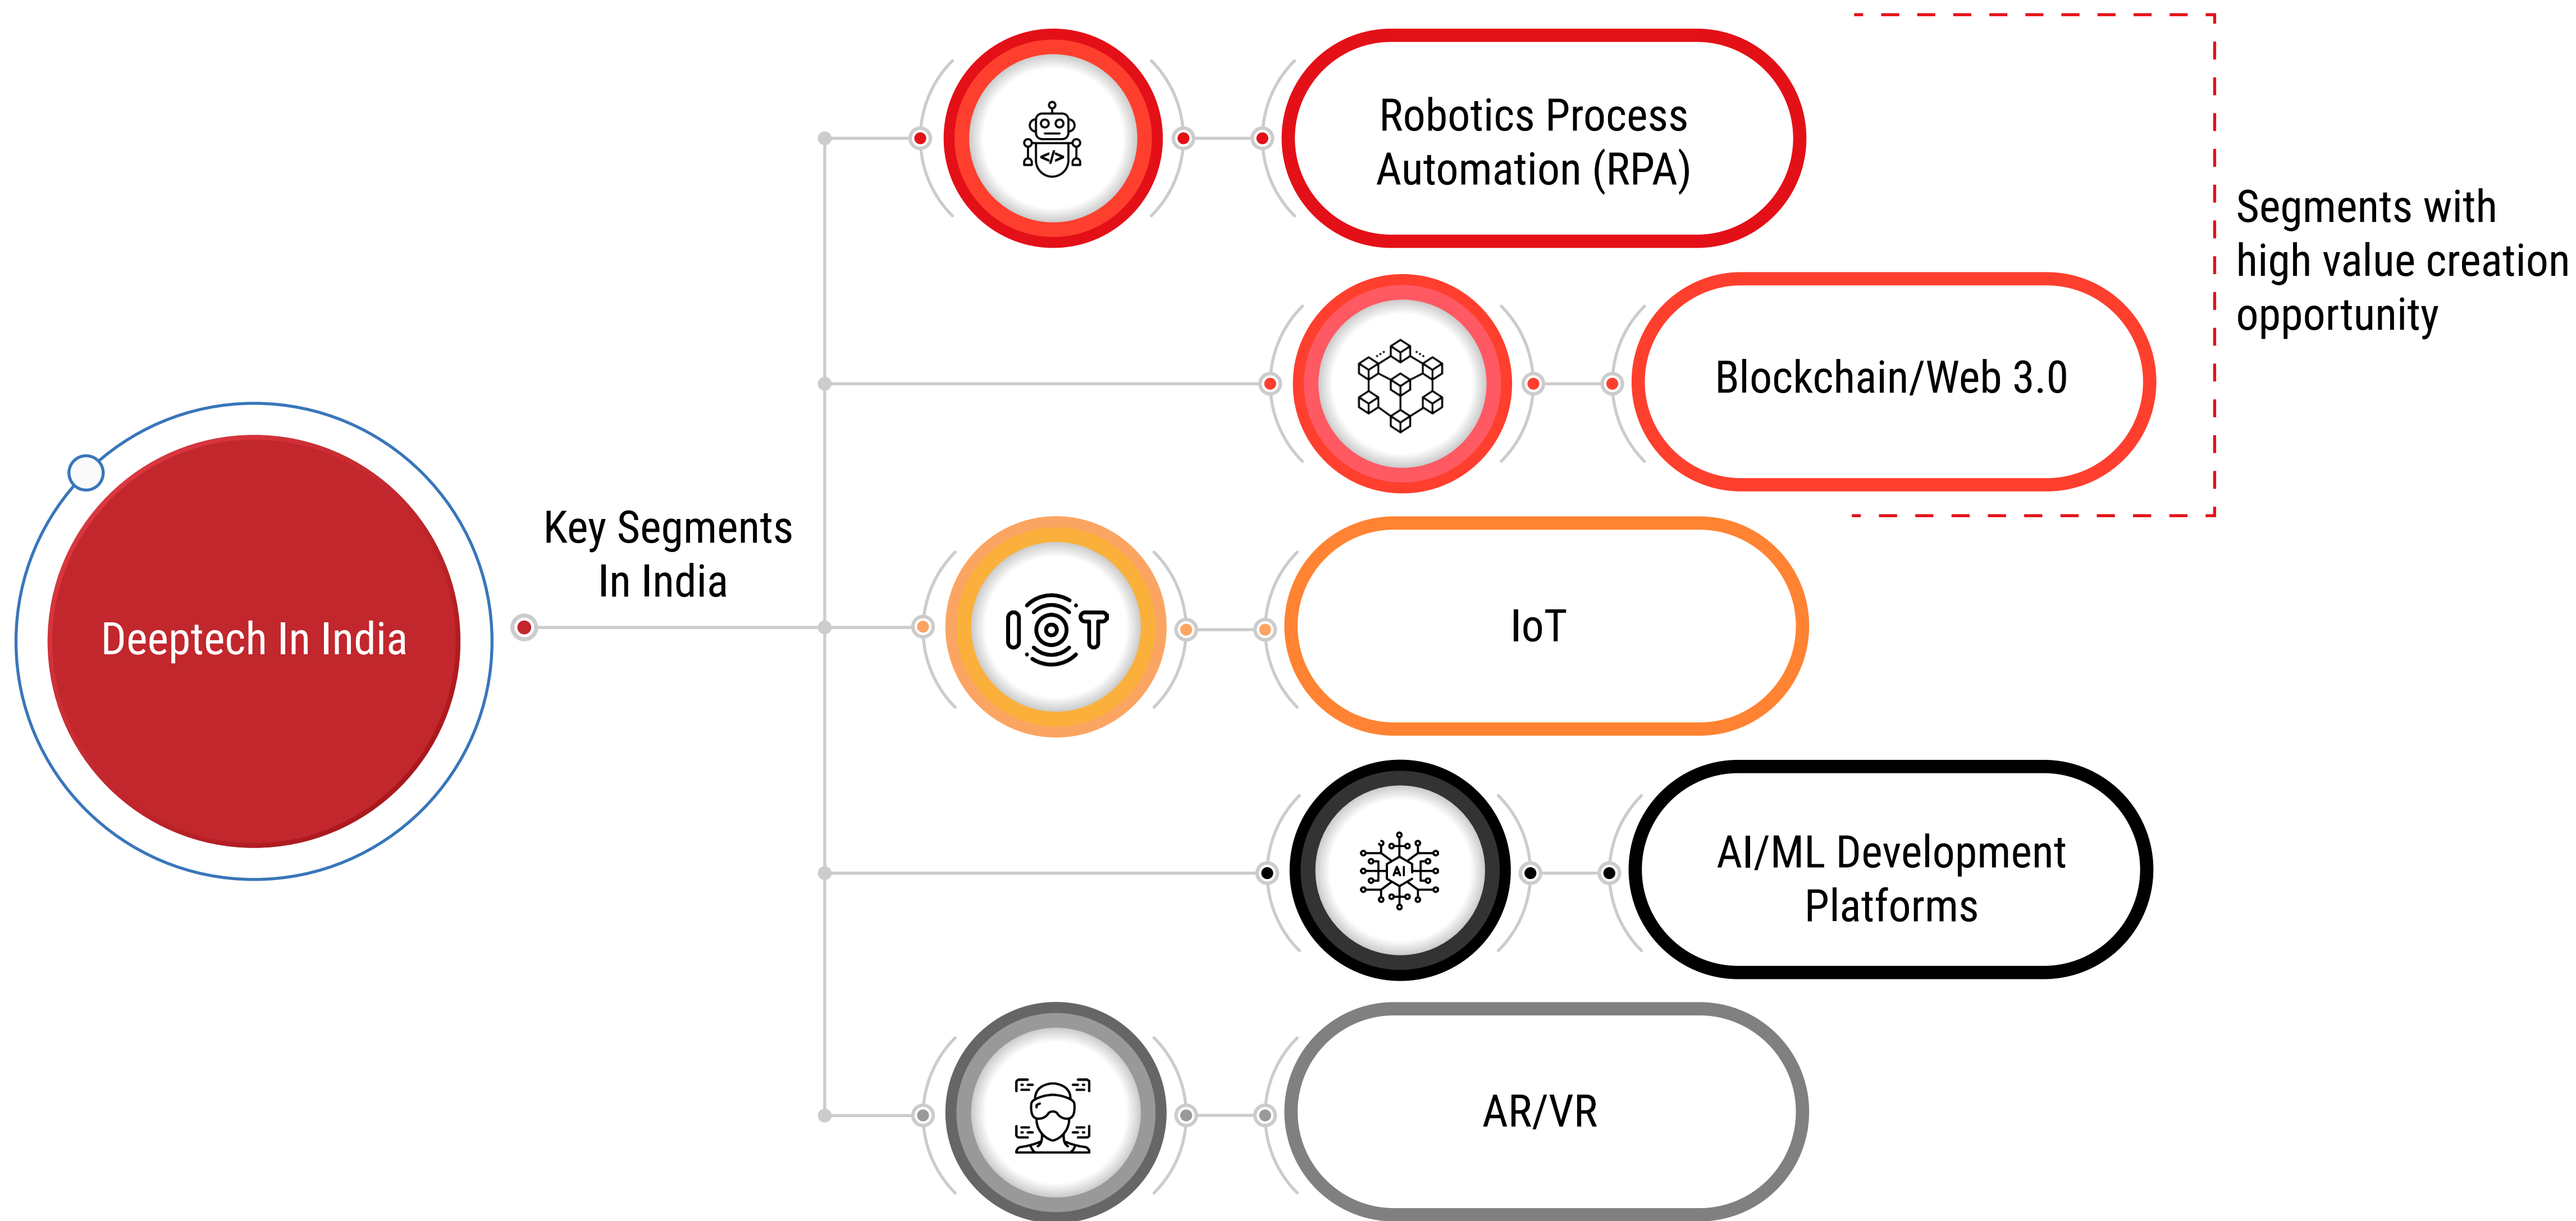 Robotics Process
Automation (RPA)
</>
Segments with
high value creation
opportunity
Blockchain/Web 3.0
Key Segments
In India
Deeptech In India
IOT
IoT
AI
AI/ML Development
Platforms
AR/VR